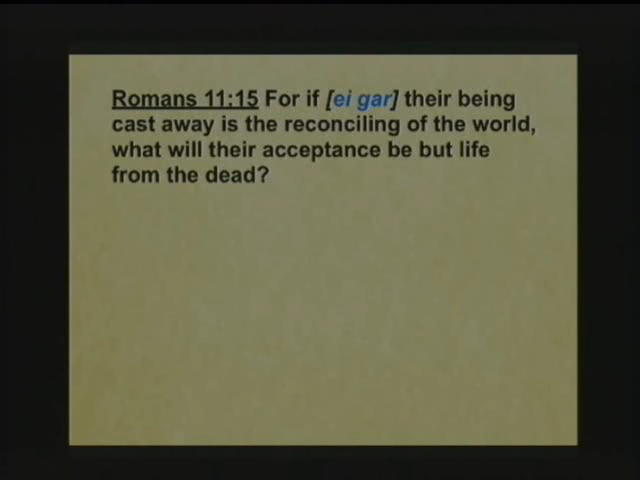 Romans 11:15 For if [ei gar] their being
cast away is the reconciling of the world,
what will their acceptance be but life
from the dead?